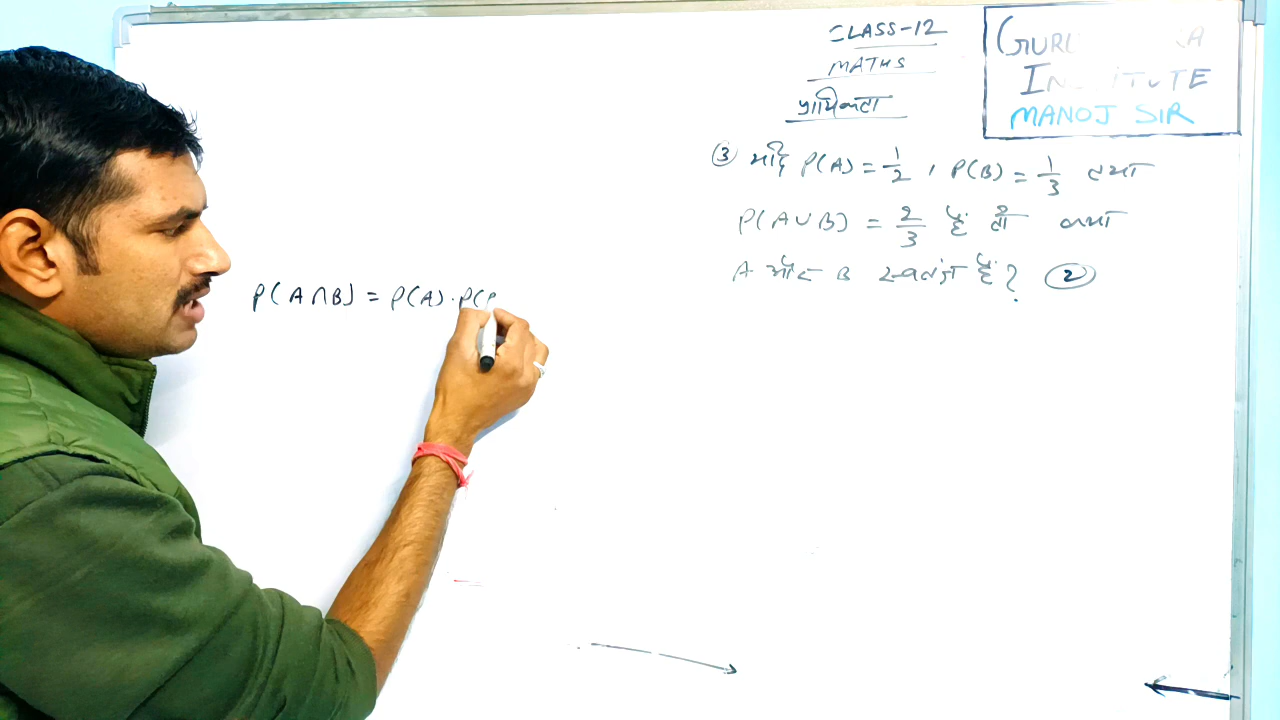 CLASS-12
MATHS
प्रायिकता
INSTITUTE
MANOJ SIR
③ यदि P(A) = 1/2 , P(B) = 1/3 तथा
P(A∪B) = 2/3 है तो क्या
A और B स्वतंत्र हैं? ②
P(A∩B) = P(A)·P(